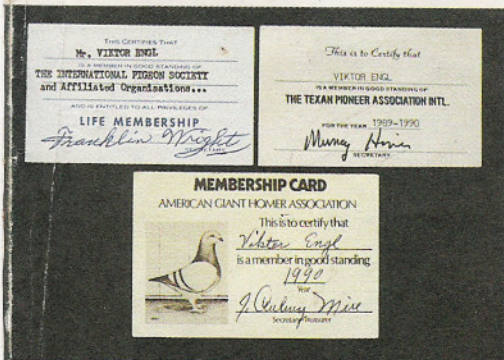 THIS CERTIFIES THAT
Mr. VIKTOR ENGL
IS A MEMBER IN GOOD STANDING OF
THE INTERNATIONAL PIGEON SOCIETY
and Affiliated Organizations...
AND IS ENTITLED TO ALL PRIVILEGES OF
LIFE MEMBERSHIP
Franklin Wright
SECRETARY
This is to Certify that
VIKTOR ENGL
IS A MEMBER IN GOOD STANDING OF
THE TEXAN PIONEER ASSOCIATION INTL.
FOR THE YEAR 1989-1990
SECRETARY
MEMBERSHIP CARD
AMERICAN GIANT HOMER ASSOCIATION
This is to certify that
Viktor Engl
is a member in good standing
1990
Year
Secretary-Treasurer